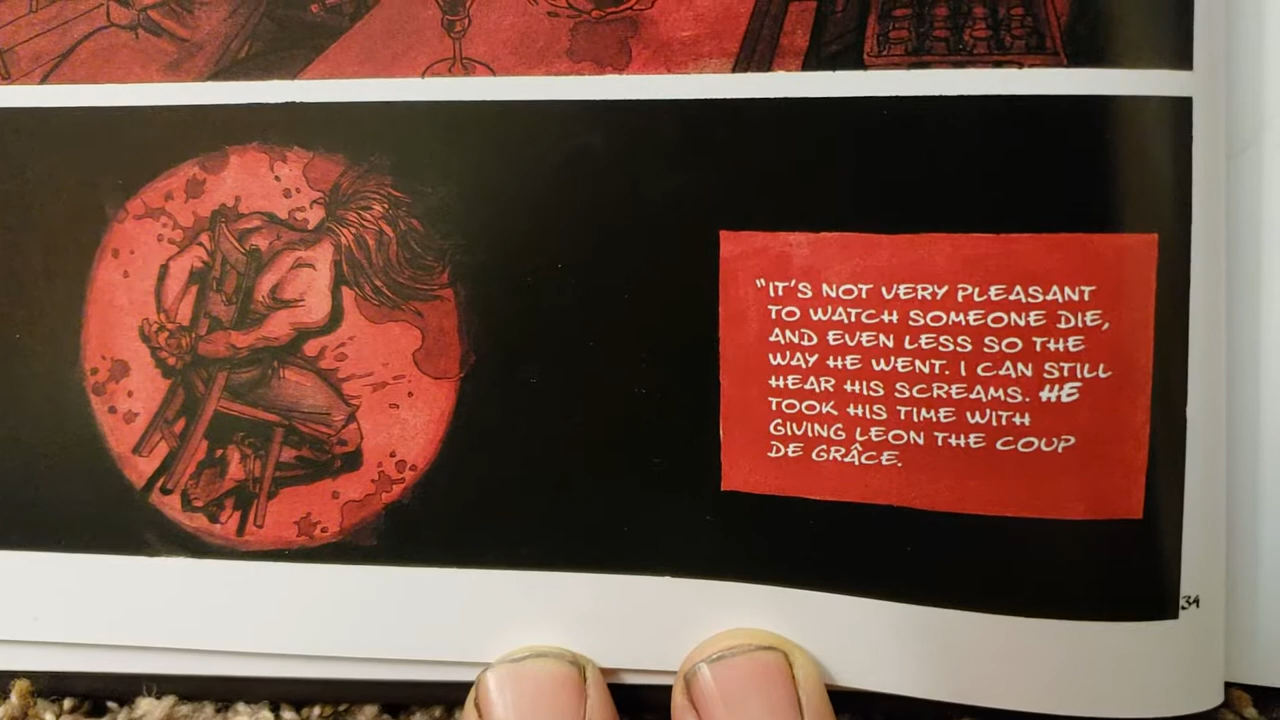 "IT'S NOT VERY PLEASANT
TO WATCH SOMEONE DIE,
AND EVEN LESS SO THE
WAY HE WENT. I CAN STILL
HEAR HIS SCREAMS. HE
TOOK HIS TIME WITH
GIVING LEON THE COUP
DE GRÂCE.
34